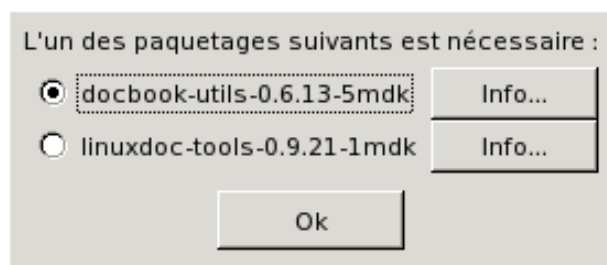 L'un des paquetages suivants est nécessaire :
docbook-utils-0.6.13-5mdk Info...
linuxdoc-tools-0.9.21-1mdk Info...
Ok